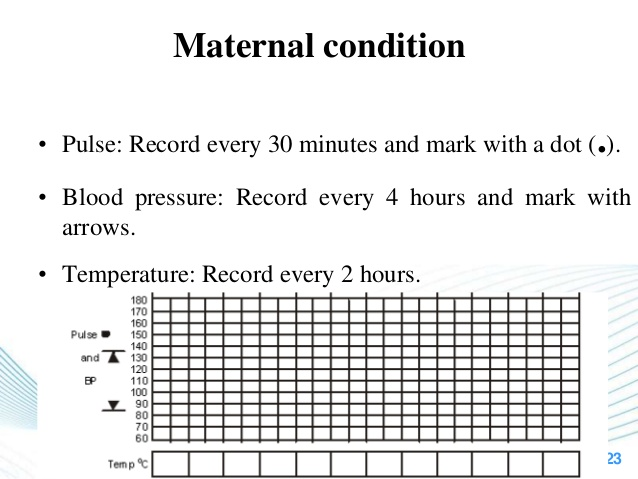 Maternal condition
• Pulse: Record every 30 minutes and mark with a dot (●).
• Blood pressure: Record every 4 hours and mark with
arrows.
• Temperature: Record every 2 hours.
180
170
160
Pulse 150
140
and 130
120
BP 110
100
90
80
70
60
Temp ºC
23